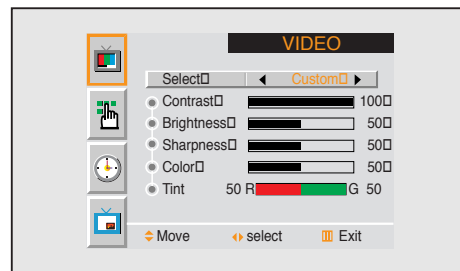 VIDEO
Select□ ◀ Custom□ ▶
Contrast□ 100□
Brightness□ 50□
Sharpness□ 50□
Color□ 50□
Tint 50 R G 50
Move select Exit